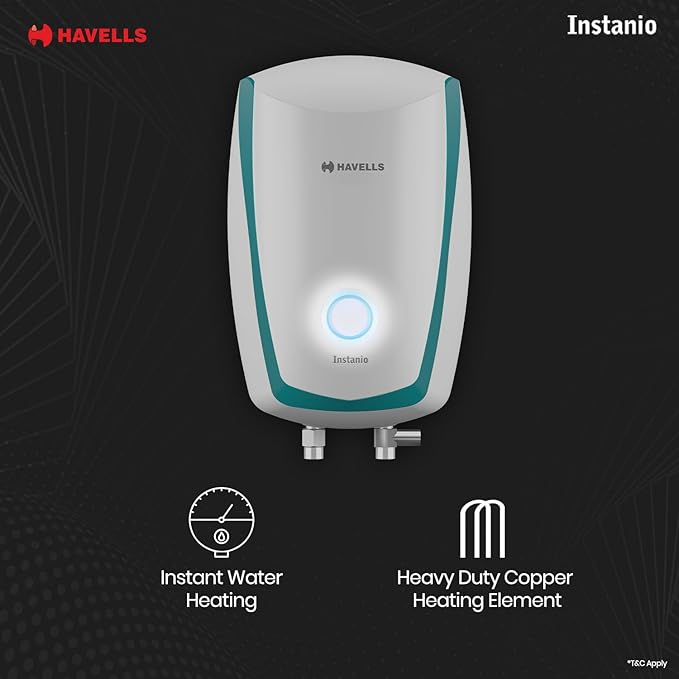 HAVELLS
Instanio
HAVELLS
Instanio
Instant Water
Heating
Heavy Duty Copper
Heating Element
*T&C Apply